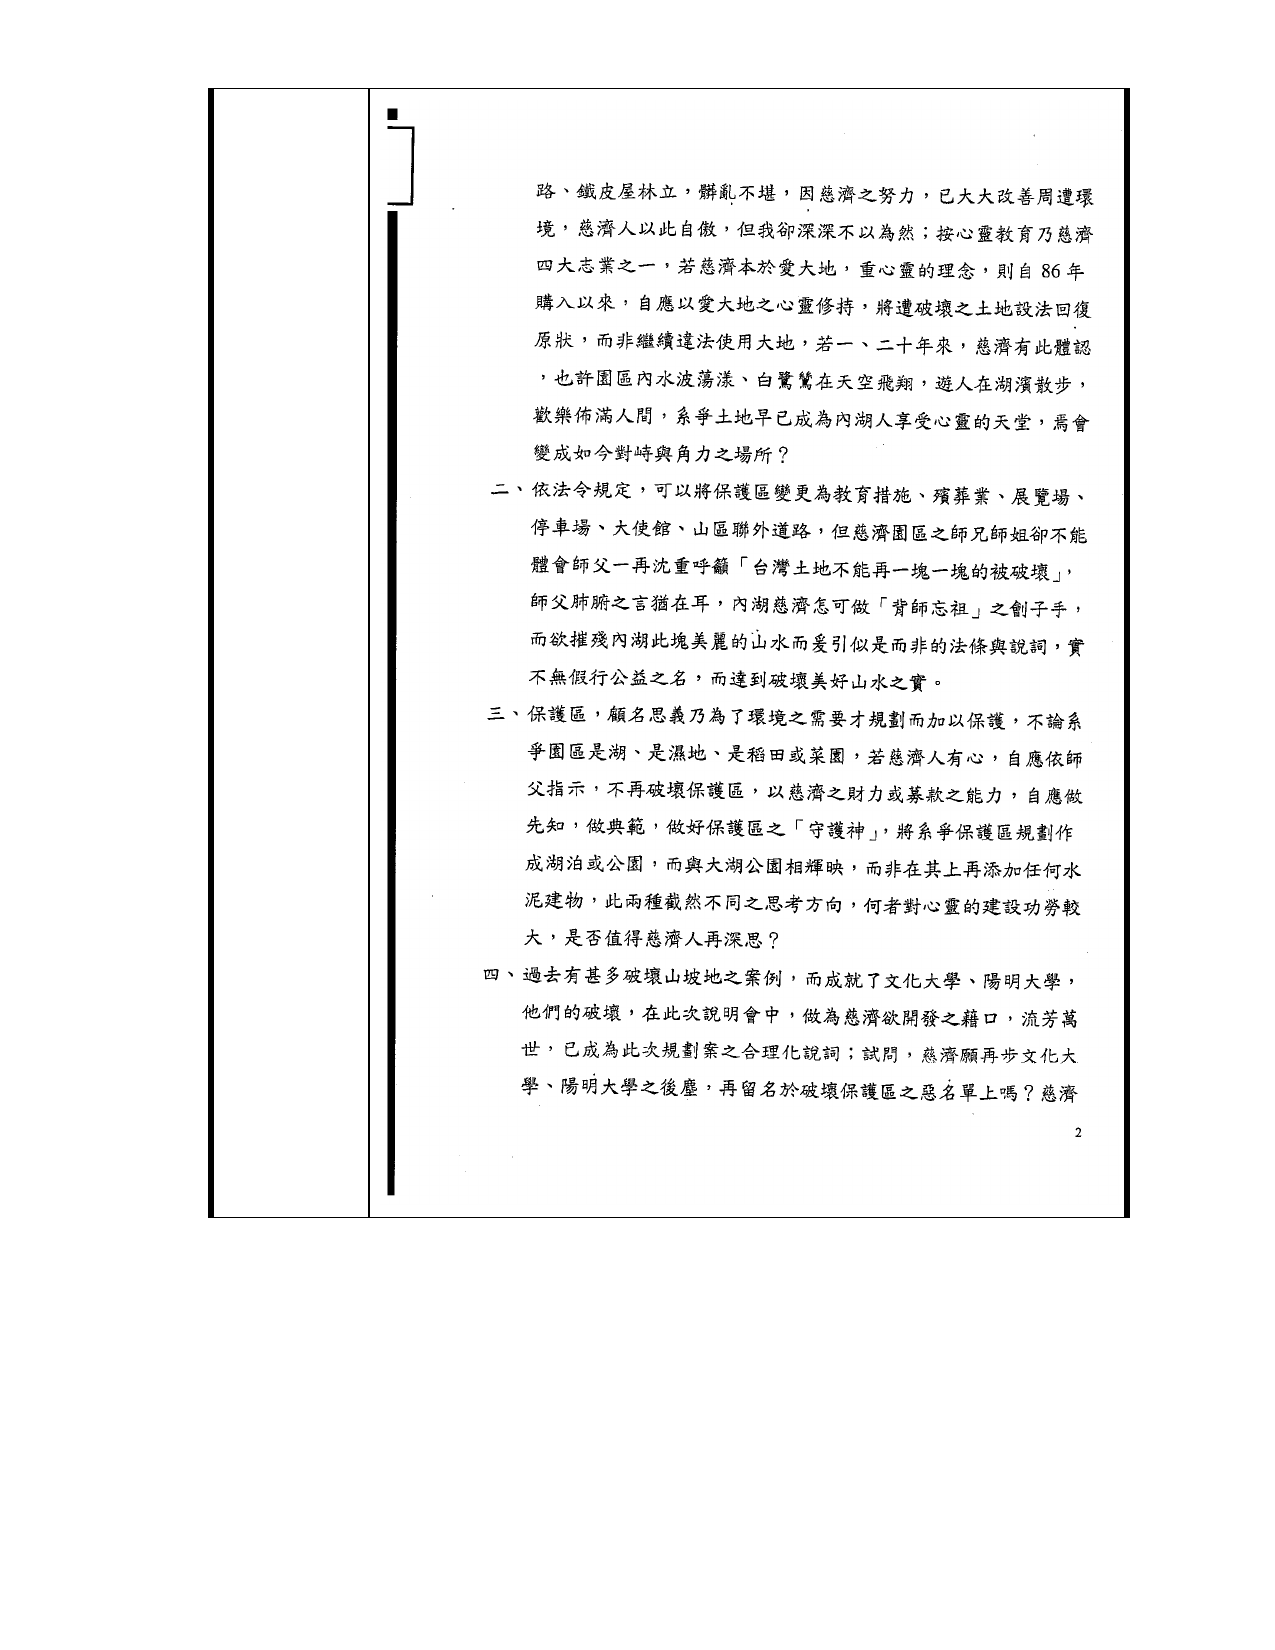 路、鐵皮屋林立，髒亂不堪，因慈濟之努力，已大大改善周遭環
境，慈濟人以此自傲，但我卻深深不以為然；按心靈教育乃慈濟
四大志業之一，若慈濟本於愛大地，重心靈的理念，則自 86 年
購入以來，自應以愛大地之心靈修持，將遭破壞之土地設法回復
原狀，而非繼續違法使用大地，若一、二十年來，慈濟有此體認
，也許園區內水波蕩漾、白鷺鷥在天空飛翔，遊人在湖濱散步，
歡樂佈滿人間，系爭土地早已成為內湖人享受心靈的天堂，焉會
變成如今對峙與角力之場所？
二、依法令規定，可以將保護區變更為教育措施、殯葬業、展覽場、
停車場、大使館、山區聯外道路，但慈濟園區之師兄師姐卻不能
體會師父一再沈重呼籲「台灣土地不能再一塊一塊的被破壞」，
師父肺腑之言猶在耳，內湖慈濟怎可做「背師忘祖」之劊子手，
而欲摧殘內湖此塊美麗的山水而爰引似是而非的法條與說詞，實
不無假行公益之名，而達到破壞美好山水之實。
三、保護區，顧名思義乃為了環境之需要才規劃而加以保護，不論系
爭園區是湖、是濕地、是稻田或菜園，若慈濟人有心，自應依師
父指示，不再破壞保護區，以慈濟之財力或募款之能力，自應做
先知，做典範，做好保護區之「守護神」，將系爭保護區規劃作
成湖泊或公園，而與大湖公園相輝映，而非在其上再添加任何水
泥建物，此兩種截然不同之思考方向，何者對心靈的建設功勞較
大，是否值得慈濟人再深思？
四、過去有甚多破壞山坡地之案例，而成就了文化大學、陽明大學，
他們的破壞，在此次說明會中，做為慈濟欲開發之藉口，流芳萬
世，已成為此次規劃案之合理化說詞；試問，慈濟願再步文化大
學、陽明大學之後塵，再留名於破壞保護區之惡名單上嗎？慈濟
2